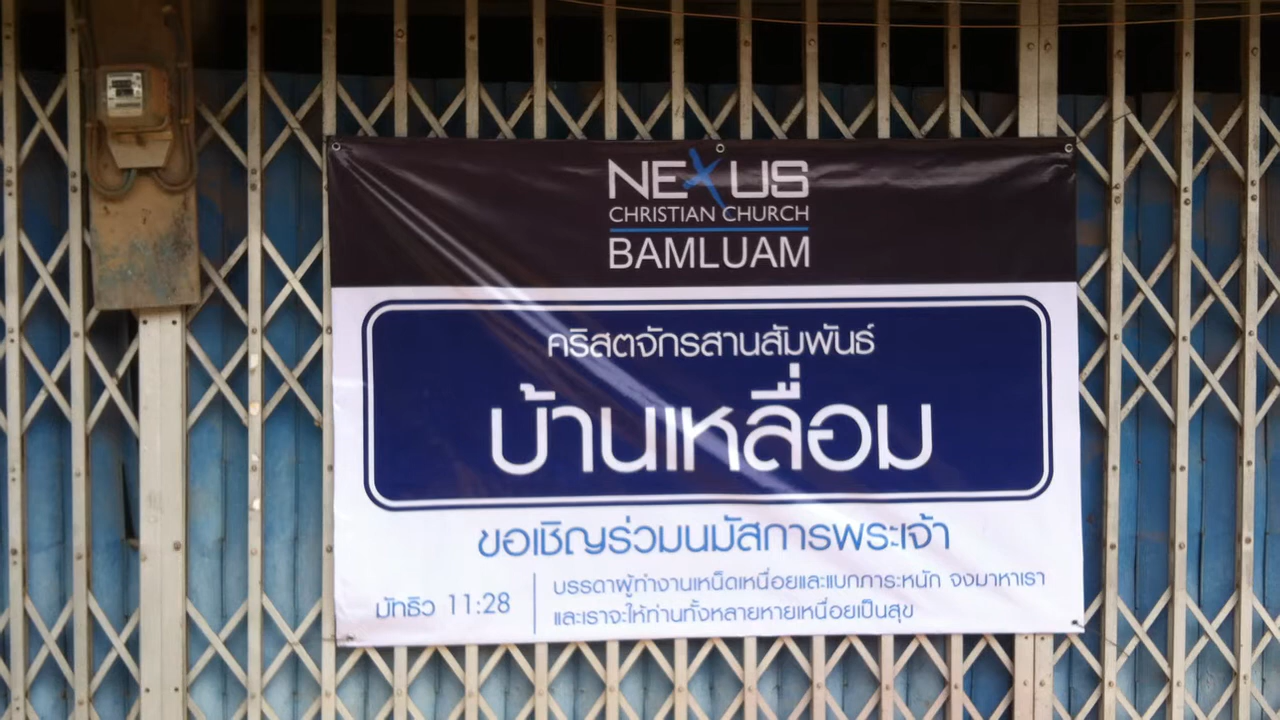 NEXUS
CHRISTIAN CHURCH
BAMLUAM
คริสตจักรสานสัมพันธ์
บ้านเหลื่อม
ขอเชิญร่วมนมัสการพระเจ้า
มัทธิว 11:28
บรรดาผู้ทำงานเหน็ดเหนื่อยและแบกภาระหนัก จงมาหาเรา
และเราจะให้ท่านทั้งหลายหายเหนื่อยเป็นสุข